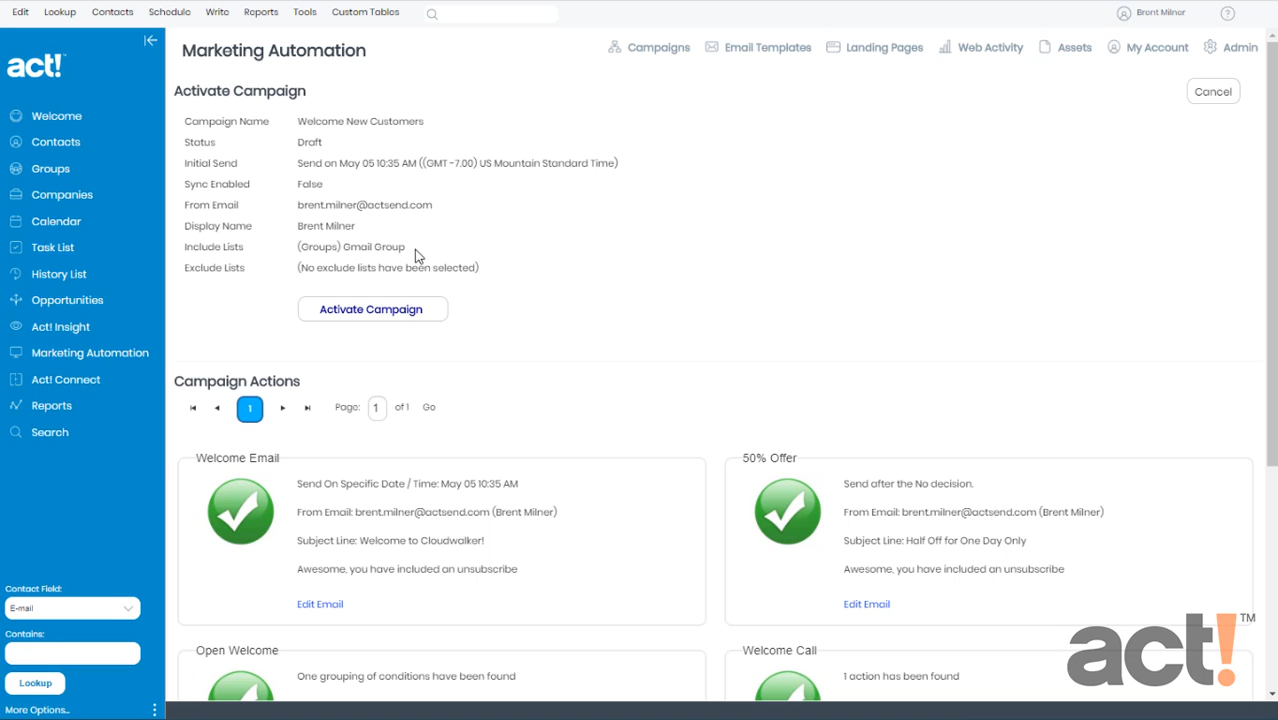 Edit Lookup Contacts Schedule Write Reports Tools Custom Tables
Brent Milner
?
act!
Welcome
Contacts
Groups
Companies
Calendar
Task List
History List
Opportunities
Act! Insight
Marketing Automation
Act! Connect
Reports
Search
Contact Field:
E-mail
Contains:
Lookup
More Options...
Marketing Automation
Campaigns Email Templates Landing Pages Web Activity Assets My Account Admin
Activate Campaign
Cancel
Campaign Name Welcome New Customers
Status Draft
Initial Send Send on May 05 10:35 AM ((GMT -7.00) US Mountain Standard Time)
Sync Enabled False
From Email brent.milner@actsend.com
Display Name Brent Milner
Include Lists (Groups) Gmail Group
Exclude Lists (No exclude lists have been selected)
Activate Campaign
Campaign Actions
1 Page: 1 of 1 Go
Welcome Email
Send On Specific Date / Time: May 05 10:35 AM
From Email: brent.milner@actsend.com (Brent Milner)
Subject Line: Welcome to Cloudwalker!
Awesome, you have included an unsubscribe
Edit Email
50% Offer
Send after the No decision.
From Email: brent.milner@actsend.com (Brent Milner)
Subject Line: Half Off for One Day Only
Awesome, you have included an unsubscribe
Edit Email
Open Welcome
One grouping of conditions have been found
Welcome Call
1 action has been found
act! TM